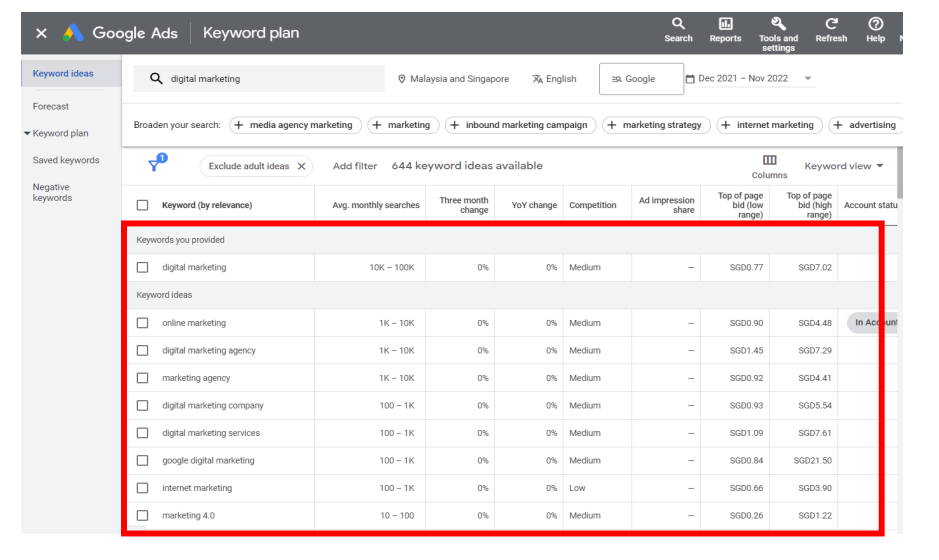 Google Ads Keyword plan Search Reports Tools and settings Refresh Help
Keyword ideas
Forecast
Keyword plan
Saved keywords
Negative keywords
digital marketing Malaysia and Singapore English Google Dec 2021 – Nov 2022
Broaden your search: + media agency marketing + marketing + inbound marketing campaign + marketing strategy + internet marketing + advertising
1 Exclude adult ideas X Add filter 644 keyword ideas available Columns Keyword view
Keyword (by relevance) Avg. monthly searches Three month change YoY change Competition Ad impression share Top of page bid (low range) Top of page bid (high range) Account statu
Keywords you provided
digital marketing 10K – 100K 0% 0% Medium – SGD0.77 SGD7.02
Keyword ideas
online marketing 1K – 10K 0% 0% Medium – SGD0.90 SGD4.48 In Account
digital marketing agency 1K – 10K 0% 0% Medium – SGD1.45 SGD7.29
marketing agency 1K – 10K 0% 0% Medium – SGD0.92 SGD4.41
digital marketing company 100 – 1K 0% 0% Medium – SGD0.93 SGD5.54
digital marketing services 100 – 1K 0% 0% Medium – SGD1.09 SGD7.61
google digital marketing 100 – 1K 0% 0% Medium – SGD0.84 SGD21.50
internet marketing 100 – 1K 0% 0% Low – SGD0.66 SGD3.90
marketing 4.0 10 – 100 0% 0% Medium – SGD0.26 SGD1.22